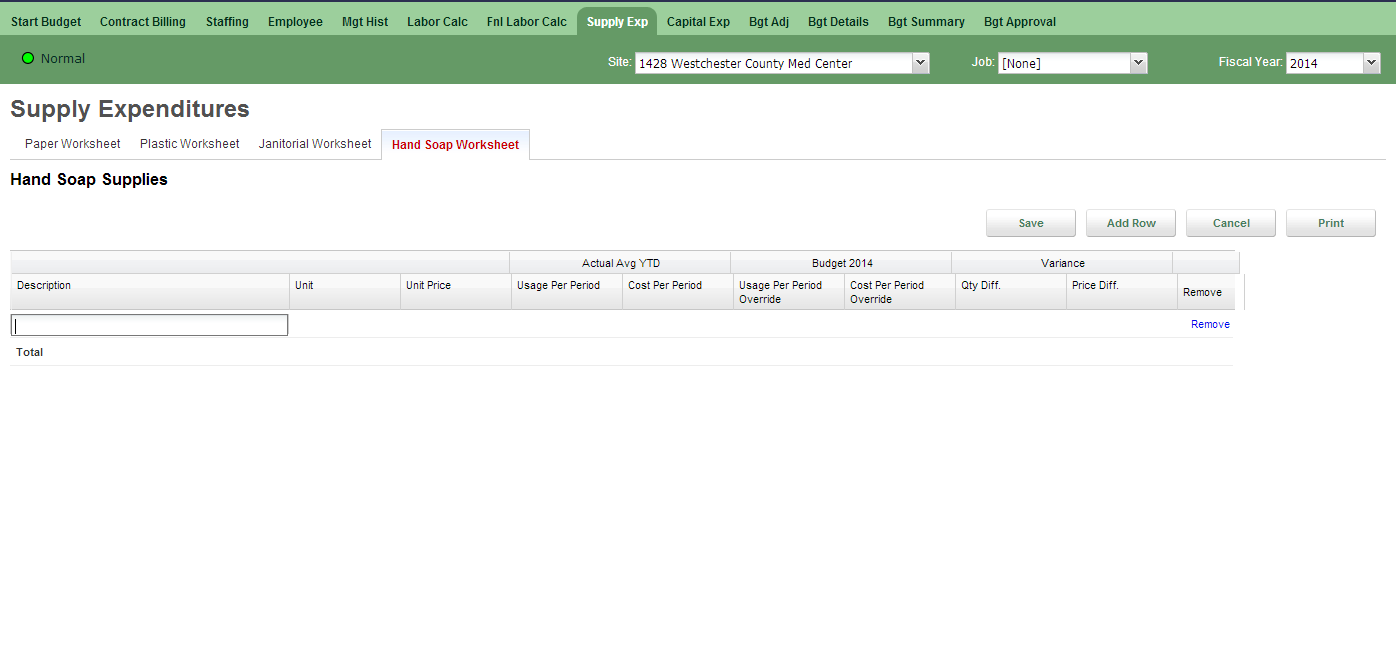 Start Budget Contract Billing Staffing Employee Mgt Hist Labor Calc Fnl Labor Calc Supply Exp Capital Exp Bgt Adj Bgt Details Bgt Summary Bgt Approval
Normal Site: 1428 Westchester County Med Center Job: [None] Fiscal Year: 2014
Supply Expenditures
Paper Worksheet Plastic Worksheet Janitorial Worksheet Hand Soap Worksheet
Hand Soap Supplies
Save Add Row Cancel Print
Actual Avg YTD Budget 2014 Variance
Description Unit Unit Price Usage Per Period Cost Per Period Usage Per Period Override Cost Per Period Override Qty Diff. Price Diff. Remove
Remove
Total